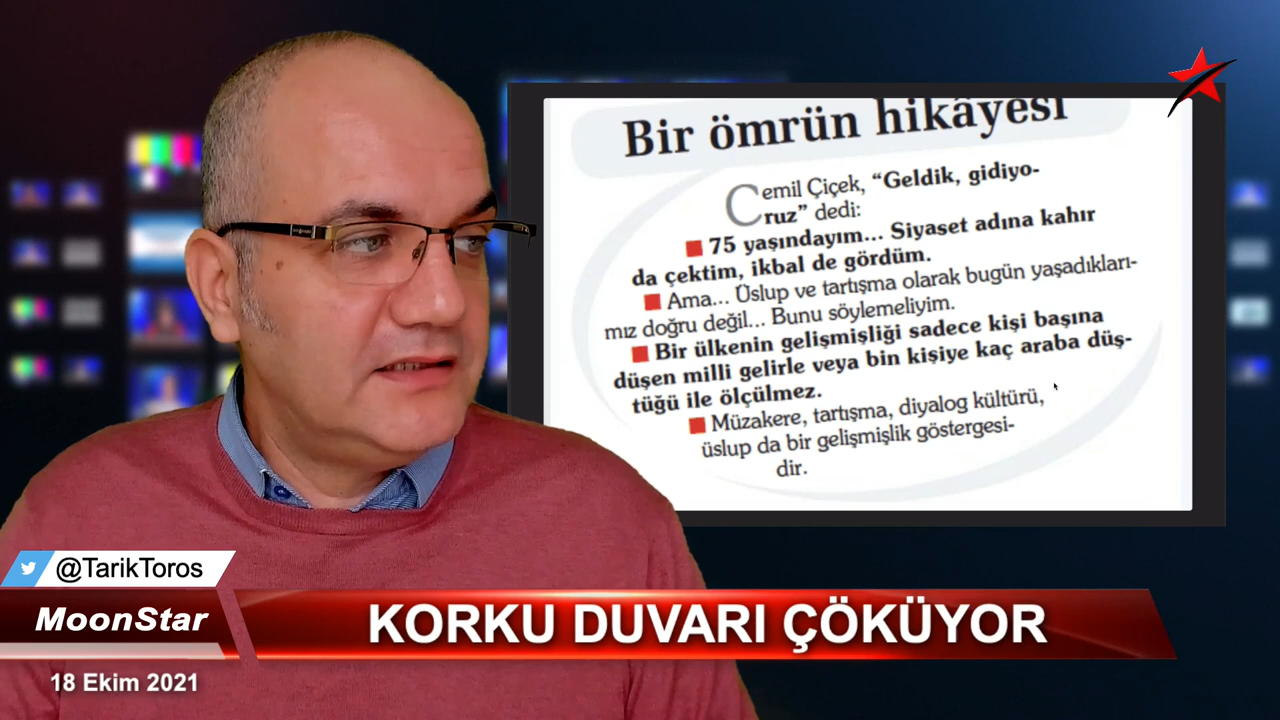 Bir ömrün hikâyesi
Cemil Çiçek, “Geldik, gidiyo-
ruz” dedi:
75 yaşındayım... Siyaset adına kahır
da çektim, ikbal de gördüm.
Ama... Üslup ve tartışma olarak bugün yaşadıkları-
mız doğru değil... Bunu söylemeliyim.
Bir ülkenin gelişmişliği sadece kişi başına
düşen milli gelirle veya bin kişiye kaç araba düş-
tüğü ile ölçülmez.
Müzakere, tartışma, diyalog kültürü,
üslup da bir gelişmişlik göstergesi-
dir.
@TarikToros
MoonStar
KORKU DUVARI ÇÖKÜYOR
18 Ekim 2021